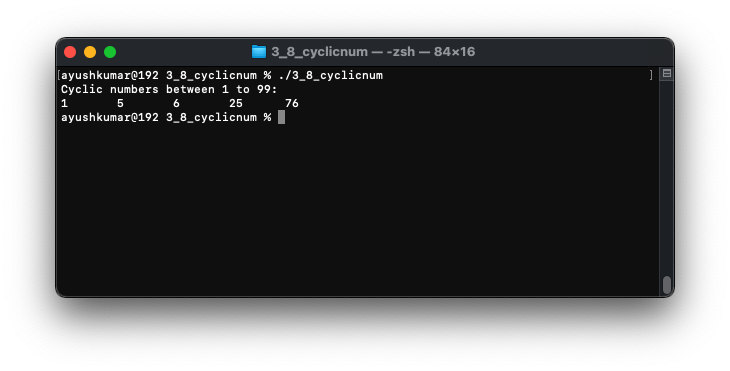 3_8_cyclicnum — -zsh — 84×16
[ayushkumar@192 3_8_cyclicnum % ./3_8_cyclicnum ]
Cyclic numbers between 1 to 99:
1 5 6 25 76
ayushkumar@192 3_8_cyclicnum %